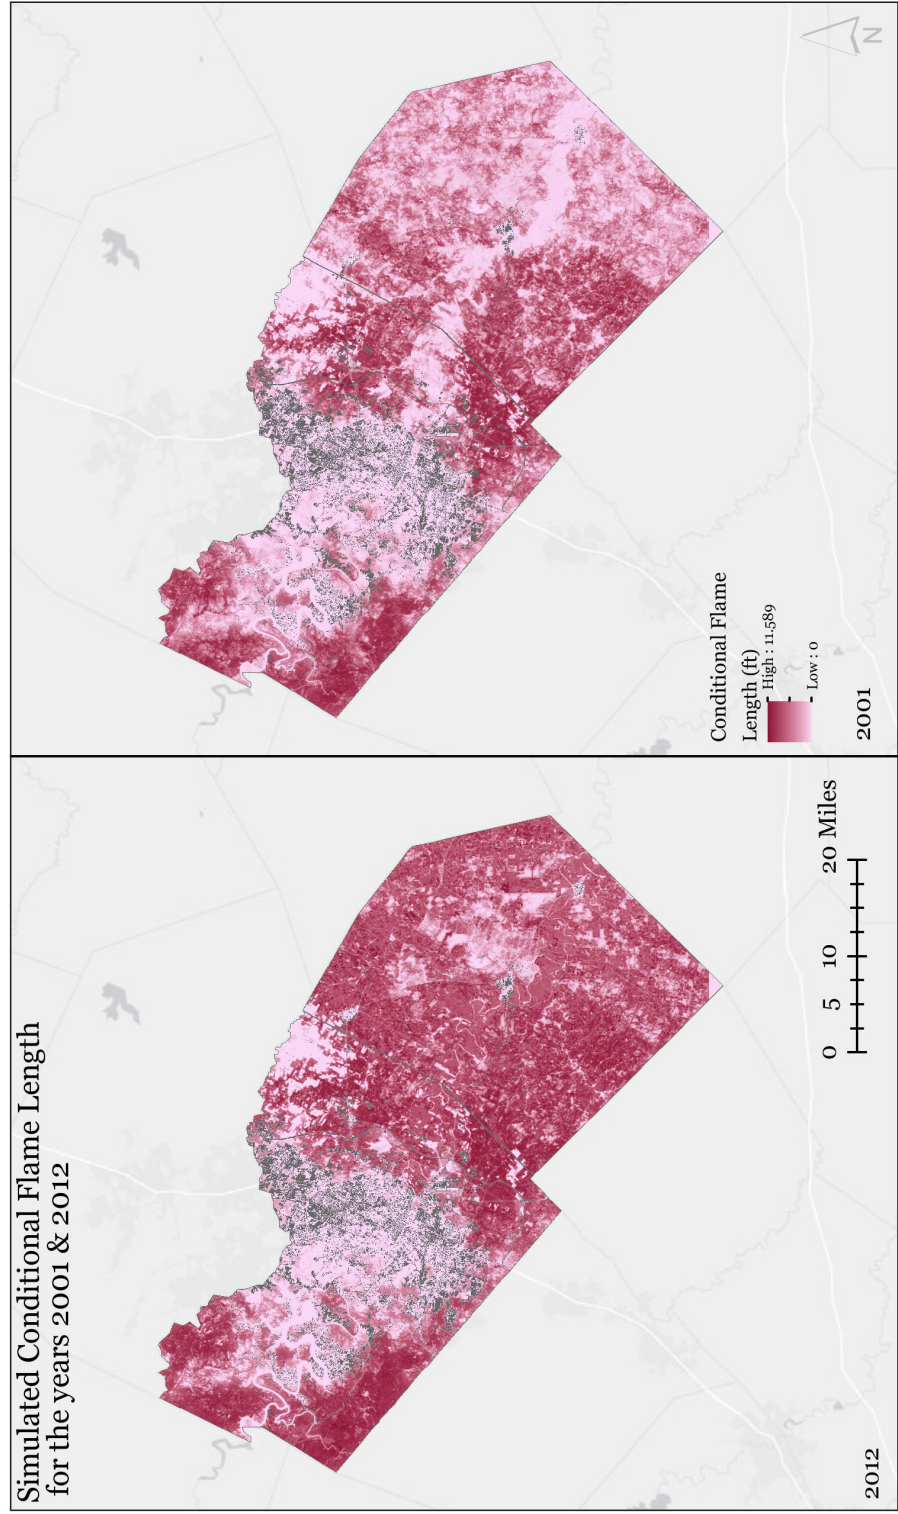 Simulated Conditional Flame Length
for the years 2001 & 2012
2012
0 5 10 20 Miles
2001
Conditional Flame
Length (ft)
High : 11.589
Low : 0
N